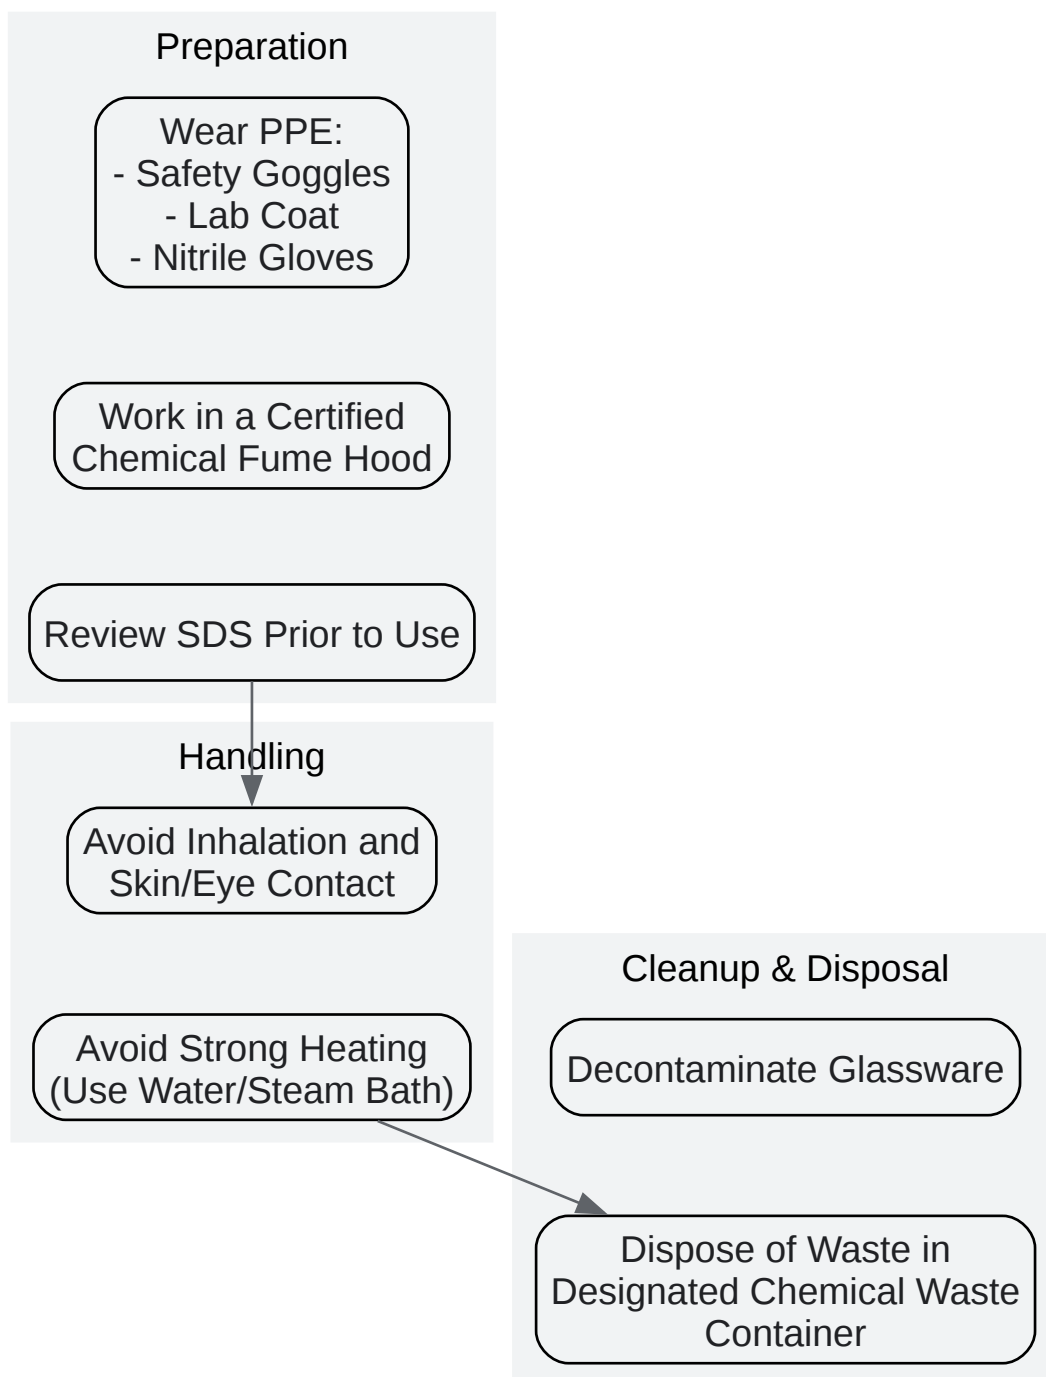 Preparation
Wear PPE:
- Safety Goggles
- Lab Coat
- Nitrile Gloves
Work in a Certified
Chemical Fume Hood
Review SDS Prior to Use
Handling
Avoid Inhalation and
Skin/Eye Contact
Avoid Strong Heating
(Use Water/Steam Bath)
Cleanup & Disposal
Decontaminate Glassware
Dispose of Waste in
Designated Chemical Waste
Container